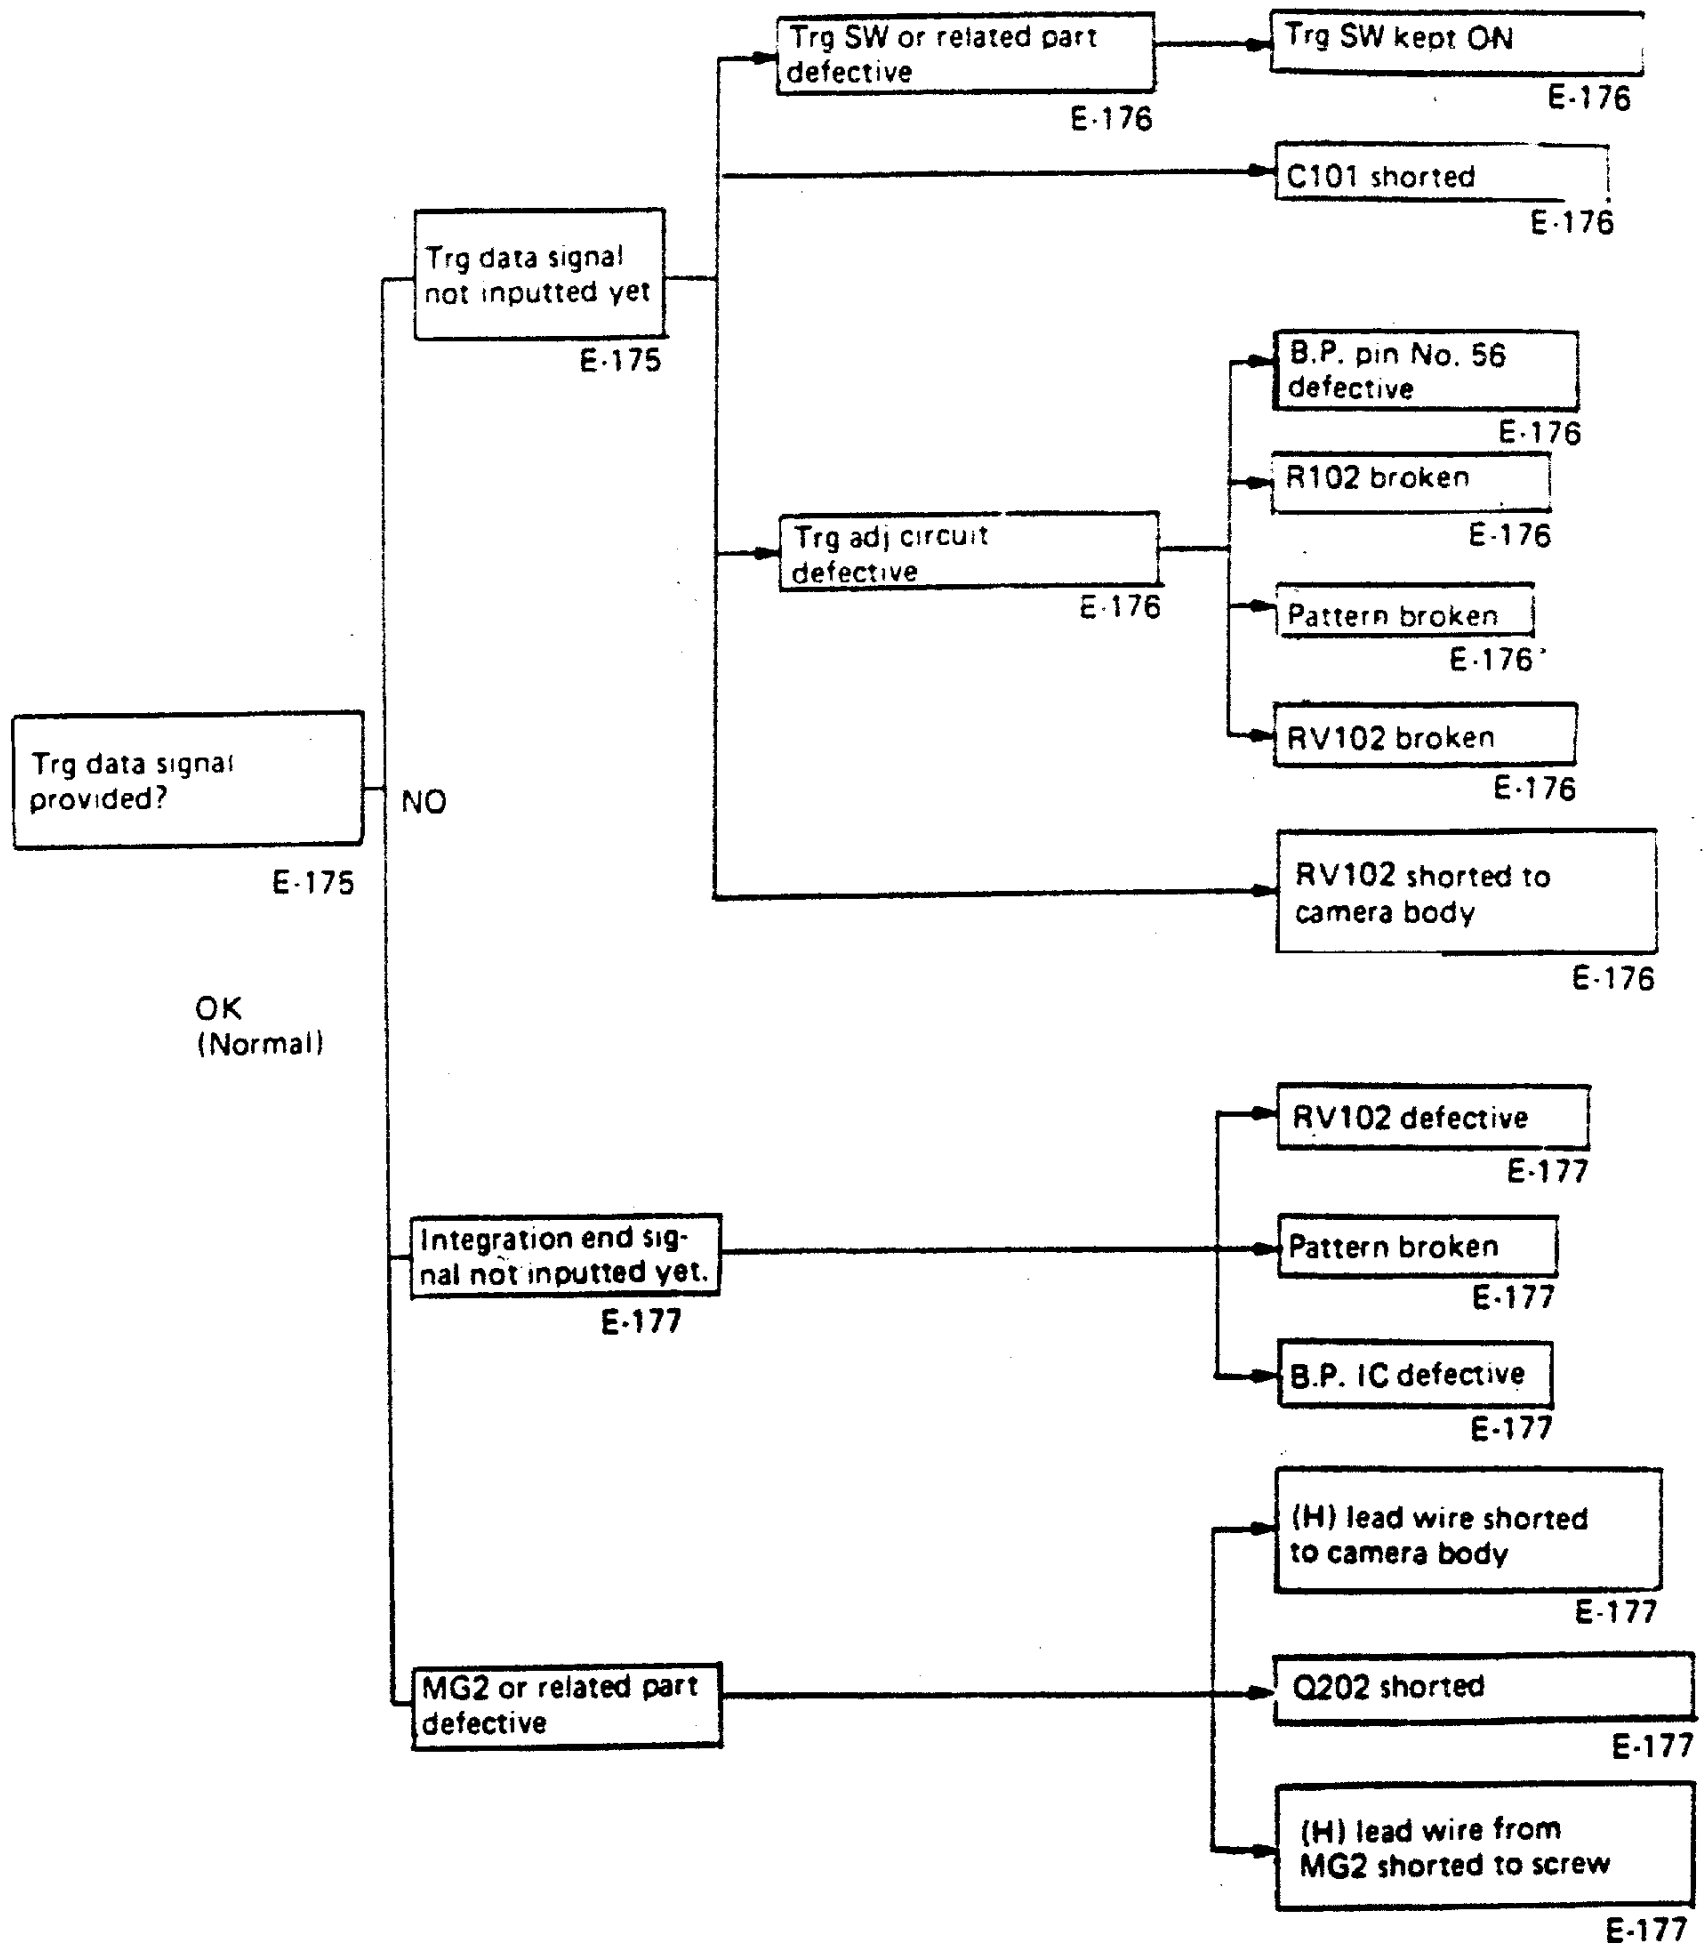 Trg SW or related part
defective
E-176
Trg SW kept ON
E-176
C101 shorted
E-176
Trg data signal
not inputted yet
E-175
B.P. pin No. 56
defective
E-176
R102 broken
E-176
Trg adj circuit
defective
E-176
Pattern broken
E-176
RV102 broken
E-176
Trg data signal
provided?
E-175
NO
RV102 shorted to
camera body
E-176
OK
(Normal)
RV102 defective
E-177
Integration end sig-
nal not inputted yet.
E-177
Pattern broken
E-177
B.P. IC defective
E-177
(H) lead wire shorted
to camera body
E-177
MG2 or related part
defective
Q202 shorted
E-177
(H) lead wire from
MG2 shorted to screw
E-177